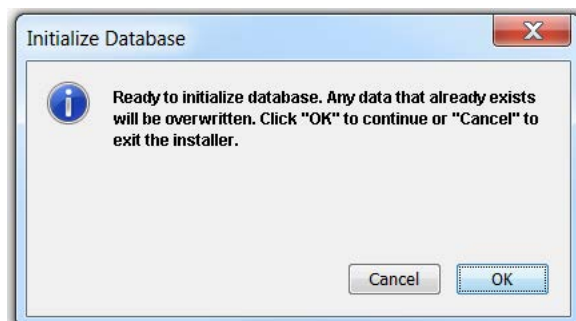 Initialize Database
Ready to initialize database. Any data that already exists
will be overwritten. Click "OK" to continue or "Cancel" to
exit the installer.
Cancel OK